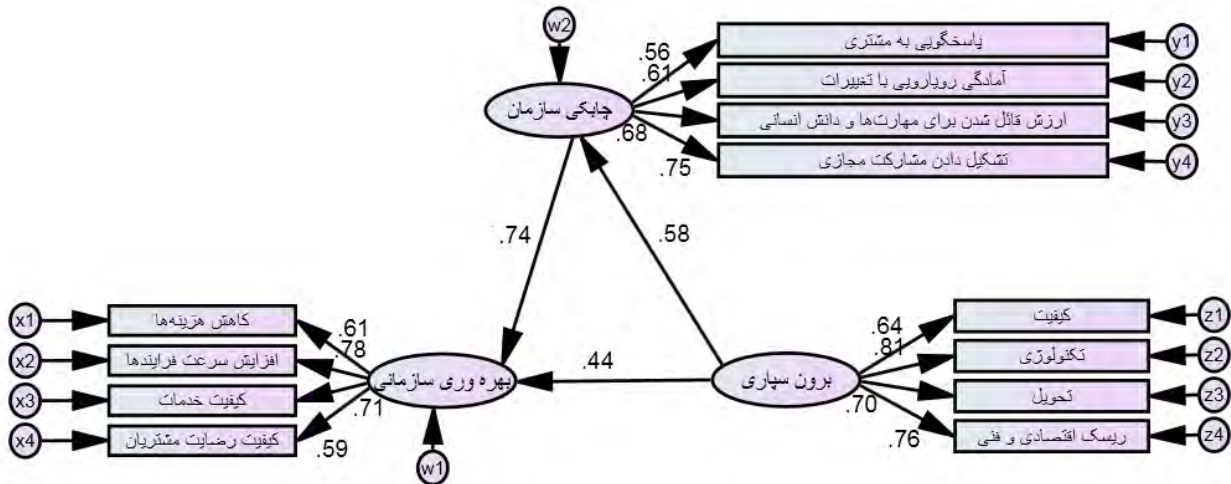 w2
.56
پاسخگویی به مشتری
y1
.61
آمادگی رویارویی با تغییرات
y2
چابکی سازمان
.68
ارزش قائل شدن برای مهارت‌ها و دانش انسانی
y3
.75
تشکیل دادن مشارکت مجازی
y4
.74
.58
x1
کاهش هزینه‌ها
.61
x2
افزایش سرعت فرایندها
.78
x3
کیفیت خدمات
.71
x4
کیفیت رضایت مشتریان
.59
بهره وری سازمانی
w1
.44
برون سپاری
.64
کیفیت
z1
.81
تکنولوژی
z2
.70
تحویل
z3
.76
ریسک اقتصادی و فنی
z4